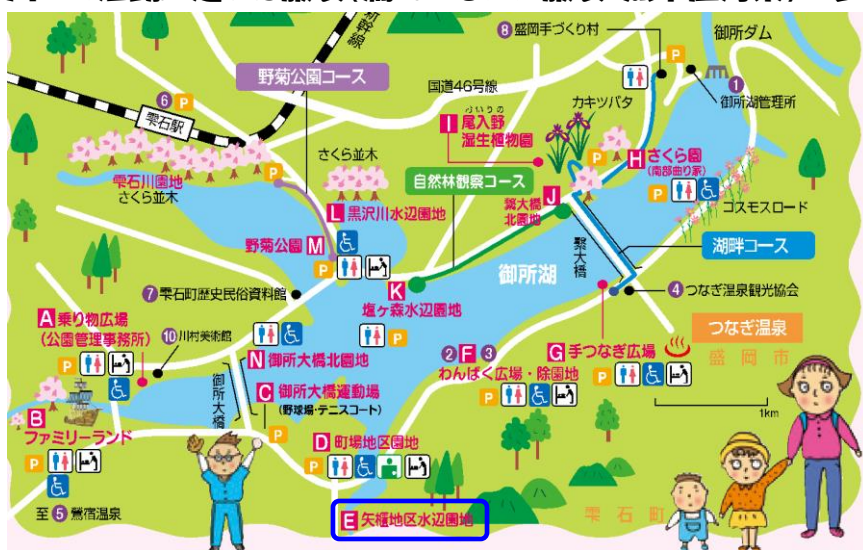 8 盛岡手づくり村
御所ダム
新幹線
野菊公園コース
国道46号線
カキツバタ
1
御所湖管理所
6 P
雫石駅
I 尾入野
湿生植物園
さくら並木
自然林観察コース
H さくら園
(南部曲り家)
P
コスモスロード
雫石川園地
さくら並木
L 黒沢川水辺園地
J
繋大橋
北園地
繋大橋
湖畔コース
野菊公園 M
P
御所湖
7 雫石町歴史民俗資料館
K
塩ヶ森水辺園地
P
4 つなぎ温泉観光協会
つなぎ温泉
盛岡市
A 乗り物広場
(公園管理事務所)
P
10 川村美術館
N 御所大橋北園地
2 F 3
わんぱく広場・除園地
P
G 手つなぎ広場
P
御所大橋
C 御所大橋運動場
(野球場・テニスコート)
P
1km
B
ファミリーランド
P
D 町場地区園地
P
至 5 鶯宿温泉
E 矢櫃地区水辺園地
雫石町